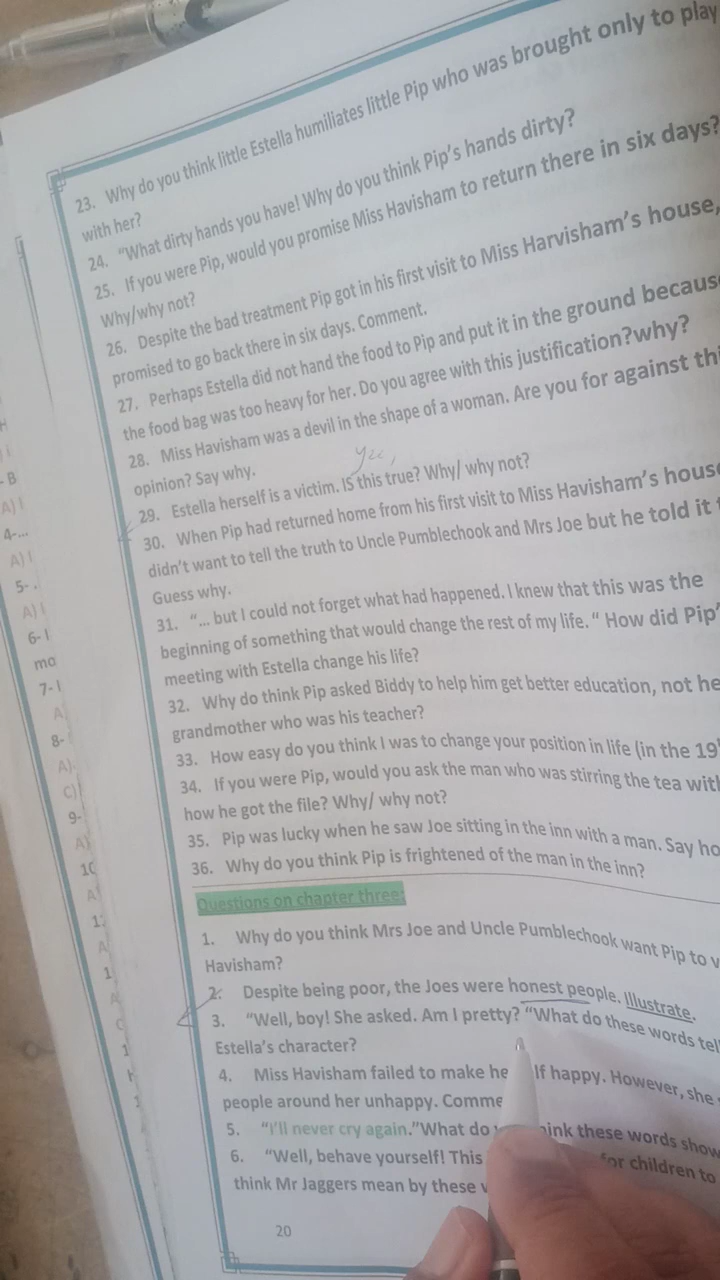 23. Why do you think little Estella humiliates little Pip who was brought only to play
with her?
24. "What dirty hands you have! Why do you think Pip's hands dirty?
25. If you were Pip, would you promise Miss Havisham to return there in six days?
Why/why not?
26. Despite the bad treatment Pip got in his first visit to Miss Harvisham's house,
promised to go back there in six days. Comment.
27. Perhaps Estella did not hand the food to Pip and put it in the ground because
the food bag was too heavy for her. Do you agree with this justification?why?
28. Miss Havisham was a devil in the shape of a woman. Are you for against thi
opinion? Say why.
yes,
29. Estella herself is a victim. IS this true? Why/ why not?
30. When Pip had returned home from his first visit to Miss Havisham's house
didn't want to tell the truth to Uncle Pumblechook and Mrs Joe but he told it
Guess why.
31. "... but I could not forget what had happened. I knew that this was the
beginning of something that would change the rest of my life. " How did Pip'
meeting with Estella change his life?
32. Why do think Pip asked Biddy to help him get better education, not he
grandmother who was his teacher?
33. How easy do you think I was to change your position in life (in the 19
34. If you were Pip, would you ask the man who was stirring the tea with
how he got the file? Why/ why not?
35. Pip was lucky when he saw Joe sitting in the inn with a man. Say ho
36. Why do you think Pip is frightened of the man in the inn?
Questions on chapter three:
1. Why do you think Mrs Joe and Uncle Pumblechook want Pip to v
Havisham?
2. Despite being poor, the Joes were honest people. Illustrate.
3. "Well, boy! She asked. Am I pretty? "What do these words tel
Estella's character?
4. Miss Havisham failed to make he lf happy. However, she
people around her unhappy. Comme
5. "I'll never cry again."What do hink these words show
6. "Well, behave yourself! This for children to
think Mr Jaggers mean by these
20
- B
A)
4-...
A) I
5- .
A)
6- I
mo
7-
A
8-
A)
C)
9-
A)
10
A
1
A
1
A
C
1
1